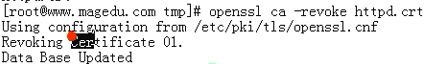 [root@www.magedu.com tmp]# openssl ca -revoke httpd.crt
Using configuration from /etc/pki/tls/openssl.cnf
Revoking Certificate 01.
Data Base Updated